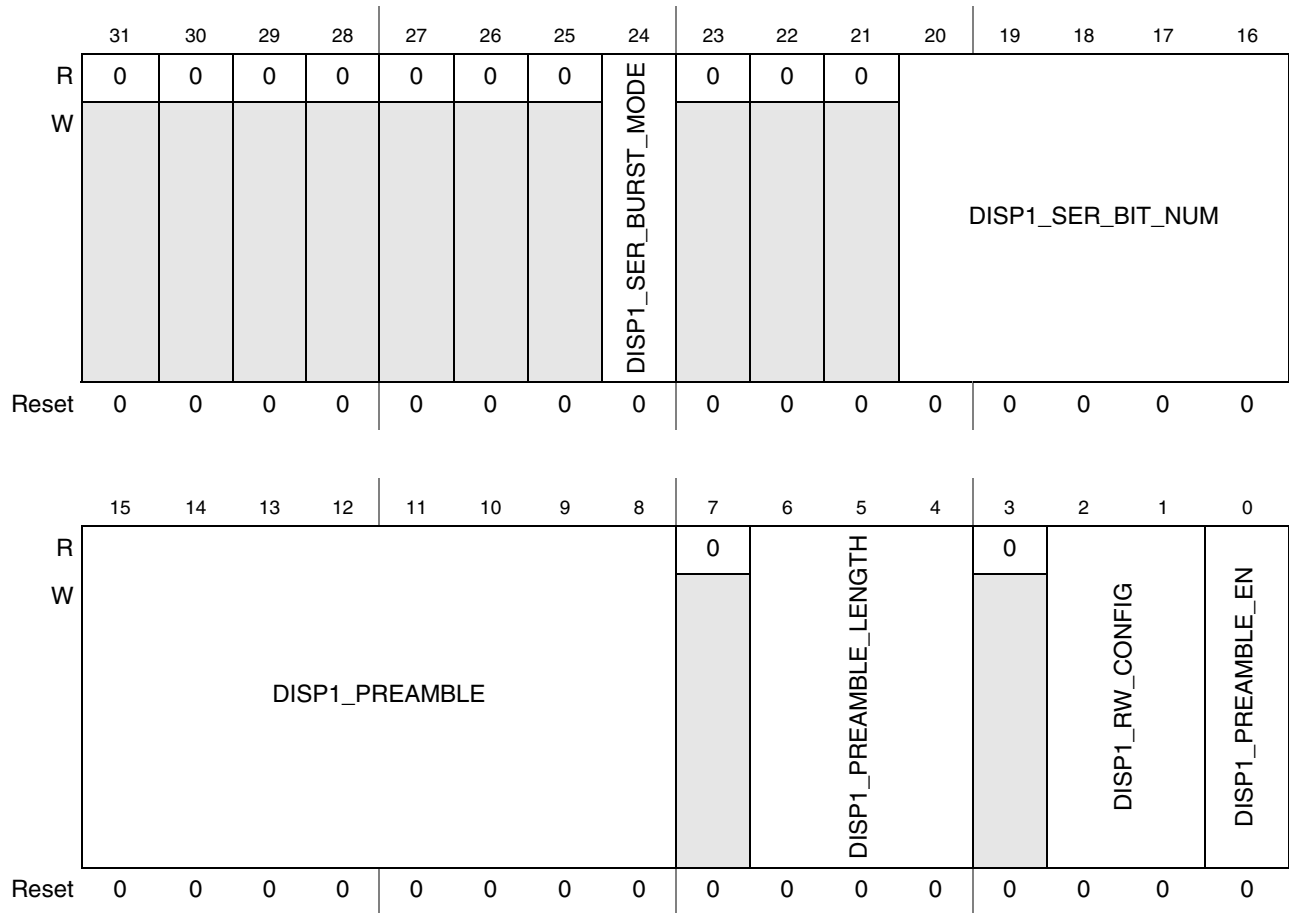 31 30 29 28 27 26 25 24 23 22 21 20 19 18 17 16
R 0 0 0 0 0 0 0 0 0 0
W
DISP1_SER_BURST_MODE
DISP1_SER_BIT_NUM
Reset 0 0 0 0 0 0 0 0 0 0 0 0 0 0 0 0
15 14 13 12 11 10 9 8 7 6 5 4 3 2 1 0
R 0 0
W
DISP1_PREAMBLE
DISP1_PREAMBLE_LENGTH
DISP1_RW_CONFIG
DISP1_PREAMBLE_EN
Reset 0 0 0 0 0 0 0 0 0 0 0 0 0 0 0 0